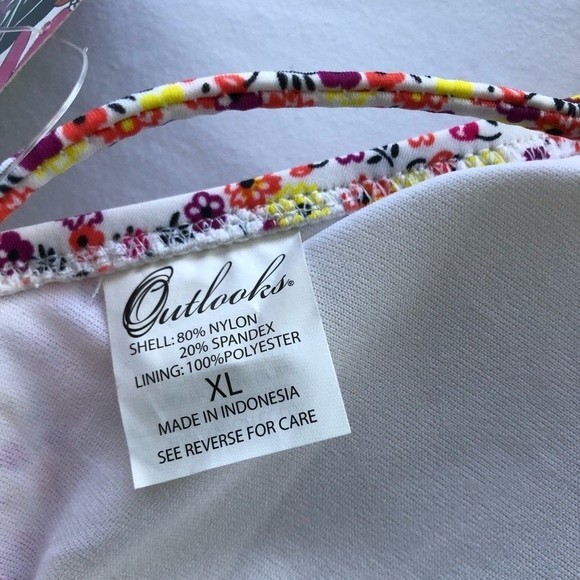 Outlooks®
SHELL: 80% NYLON
20% SPANDEX
LINING: 100%POLYESTER
XL
MADE IN INDONESIA
SEE REVERSE FOR CARE